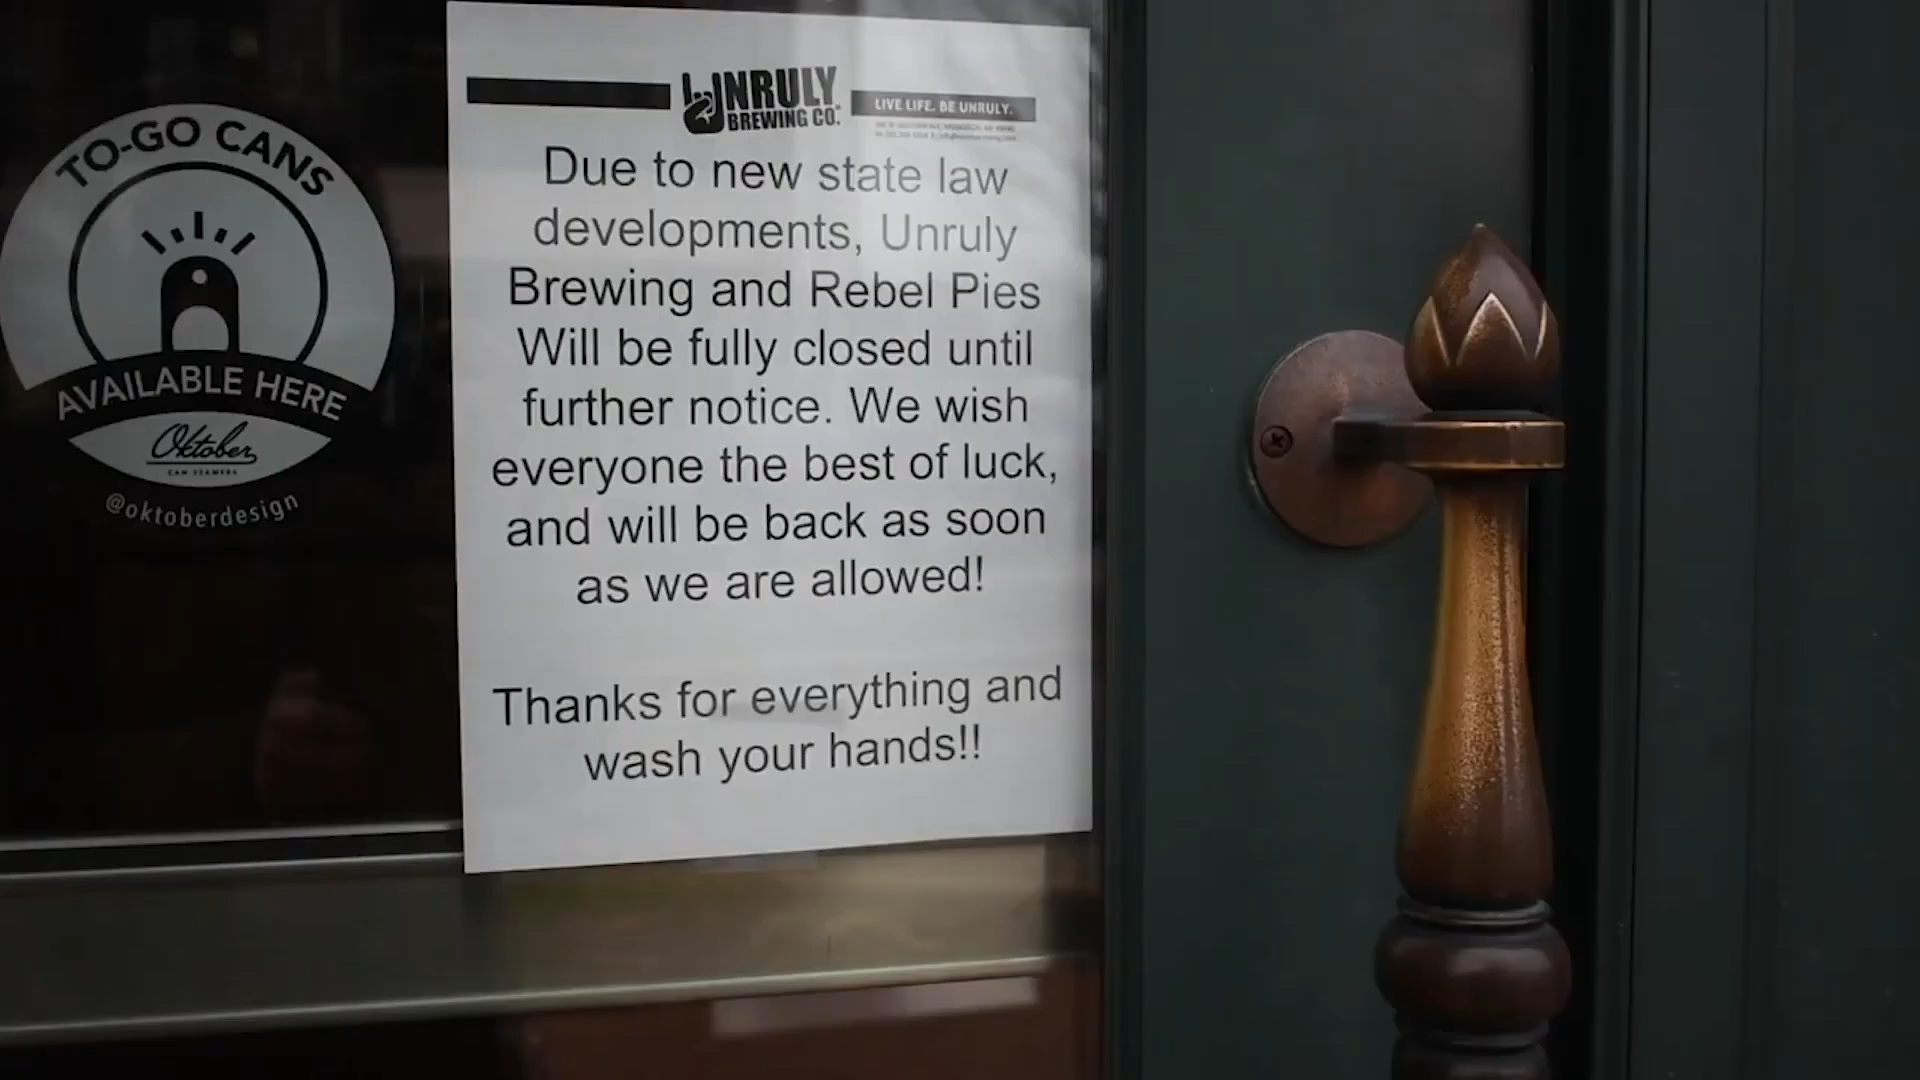 TO-GO CANS
AVAILABLE HERE
Oktober
CAN SEAMERS
@oktoberdesign
UNRULY
BREWING CO.
LIVE LIFE. BE UNRULY.
Due to new state law
developments, Unruly
Brewing and Rebel Pies
Will be fully closed until
further notice. We wish
everyone the best of luck,
and will be back as soon
as we are allowed!
Thanks for everything and
wash your hands!!